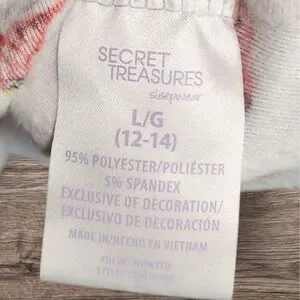 SECRET
TREASURES
sleepwear
L/G
(12-14)
95% POLYESTER/POLIÉSTER
5% SPANDEX
EXCLUSIVE OF DECORATION/
EXCLUSIVO DE DECORACIÓN
MADE IN/HECHO EN VIETNAM